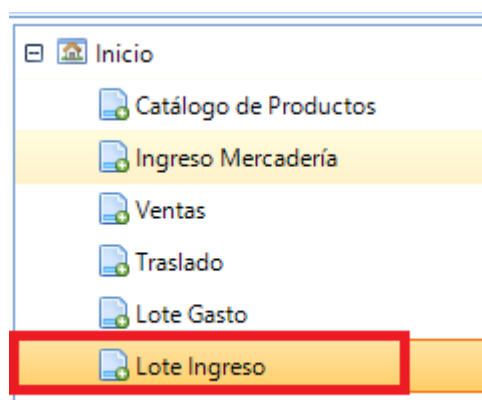 Inicio
Catálogo de Productos
Ingreso Mercadería
Ventas
Traslado
Lote Gasto
Lote Ingreso